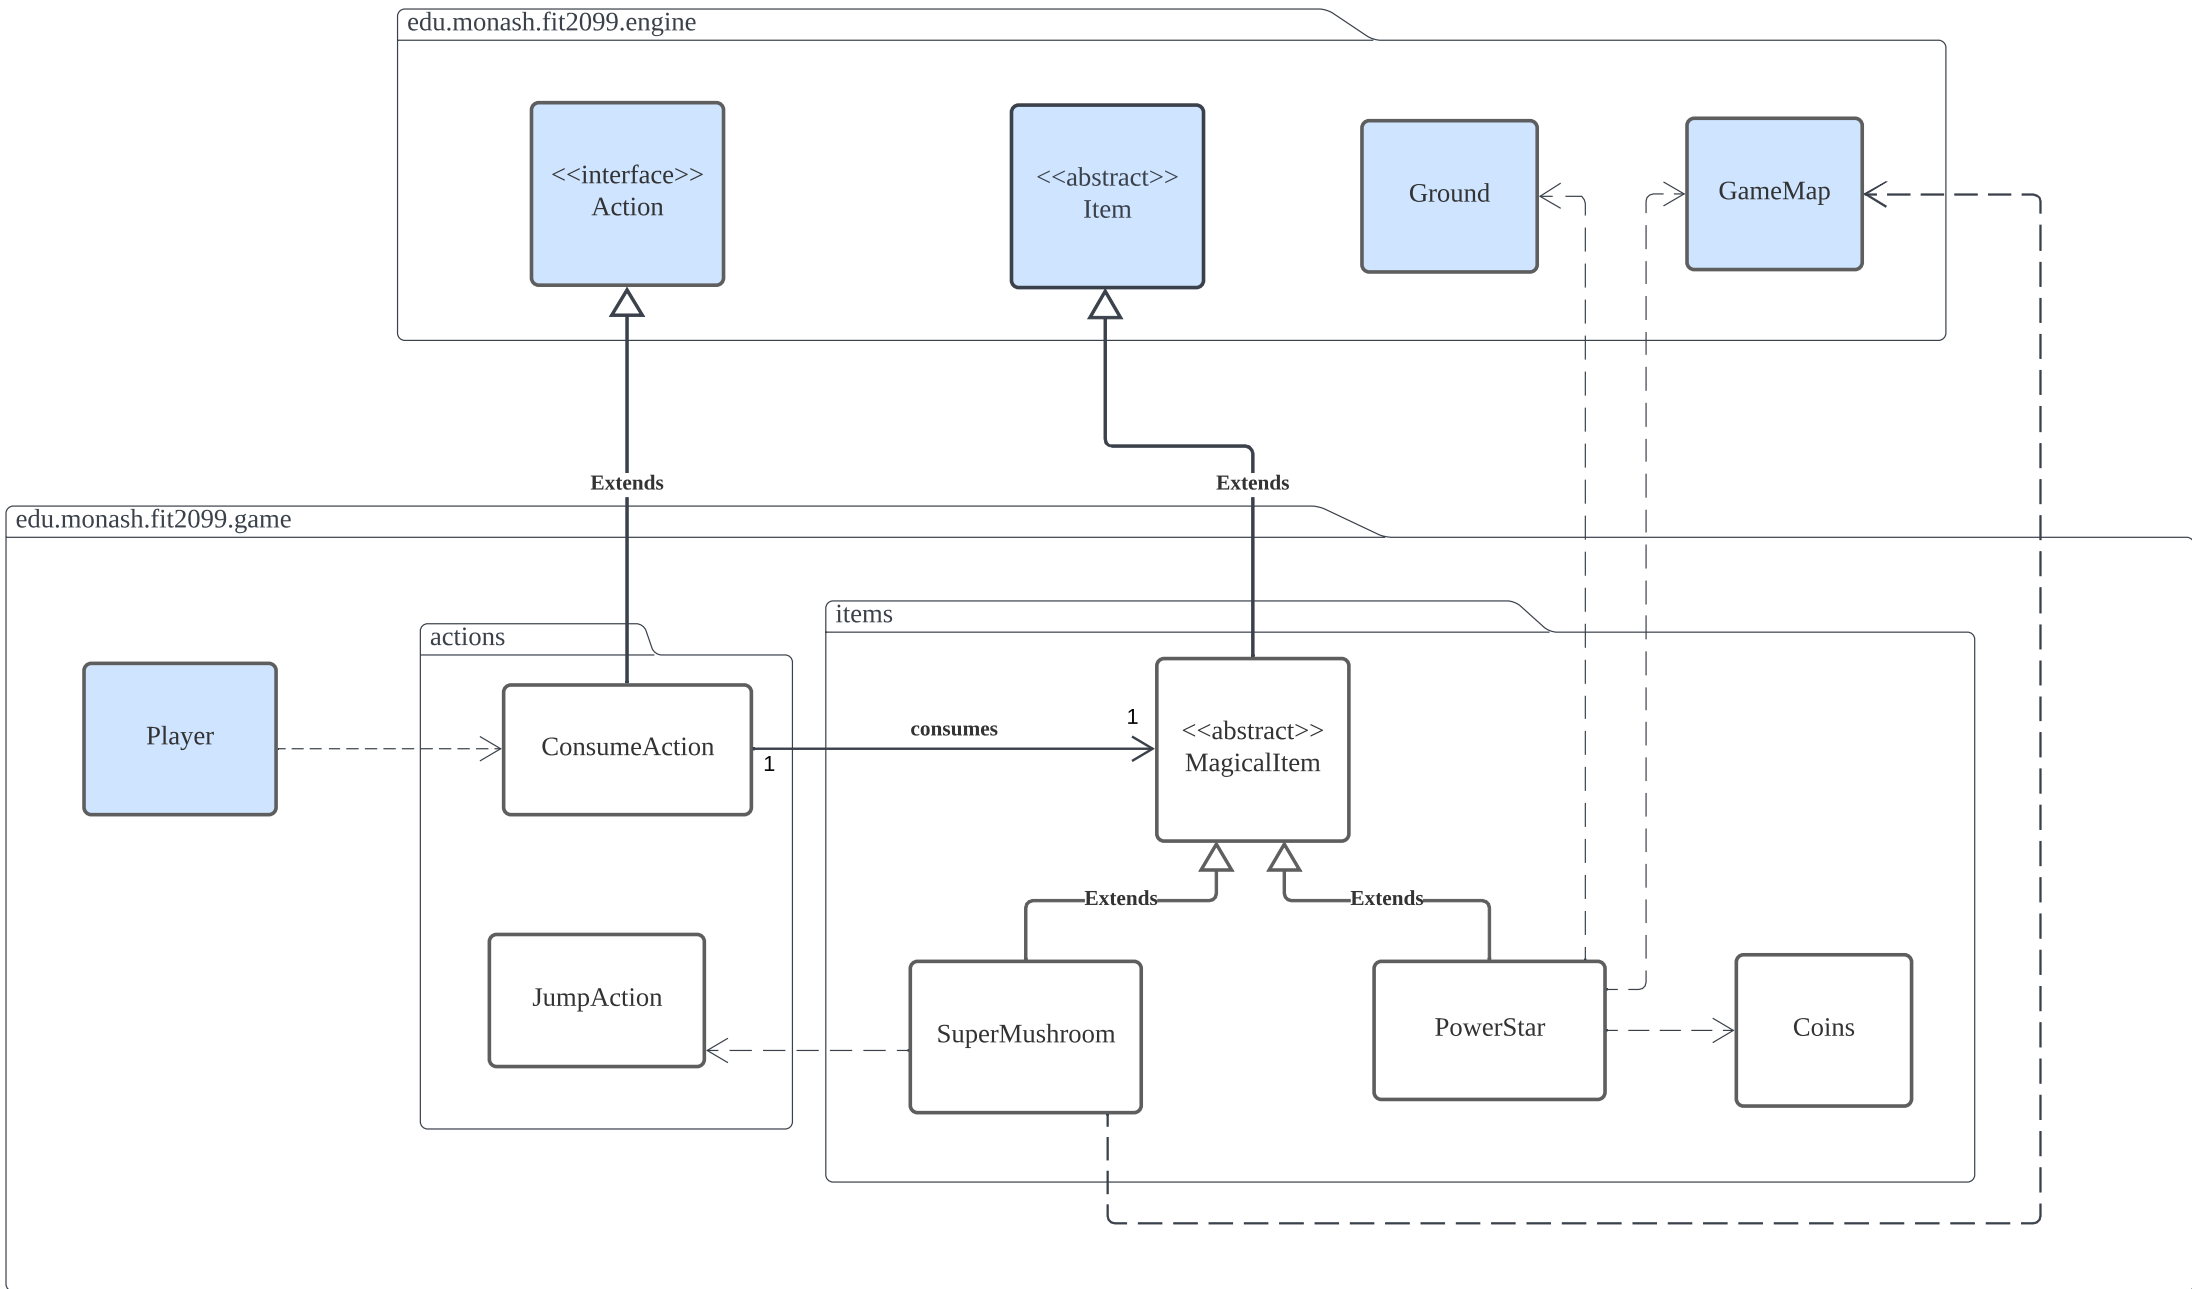 edu.monash.fit2099.engine
<<interface>>
Action
<<abstract>>
Item
Ground
GameMap
Extends
Extends
edu.monash.fit2099.game
actions
items
Player
ConsumeAction
1
consumes
1
<<abstract>>
MagicalItem
Extends
Extends
JumpAction
SuperMushroom
PowerStar
Coins